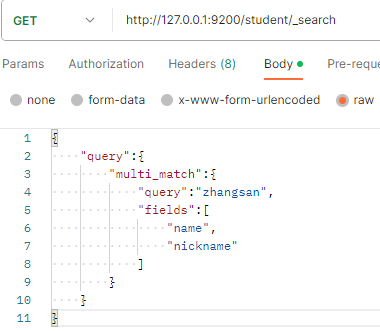 GET http://127.0.0.1:9200/student/_search
Params Authorization Headers (8) Body Pre-reque
none form-data x-www-form-urlencoded raw
1 {
2 "query":{
3 "multi_match":{
4 "query":"zhangsan",
5 "fields":[
6 "name",
7 "nickname"
8 ]
9 }
10 }
11 }